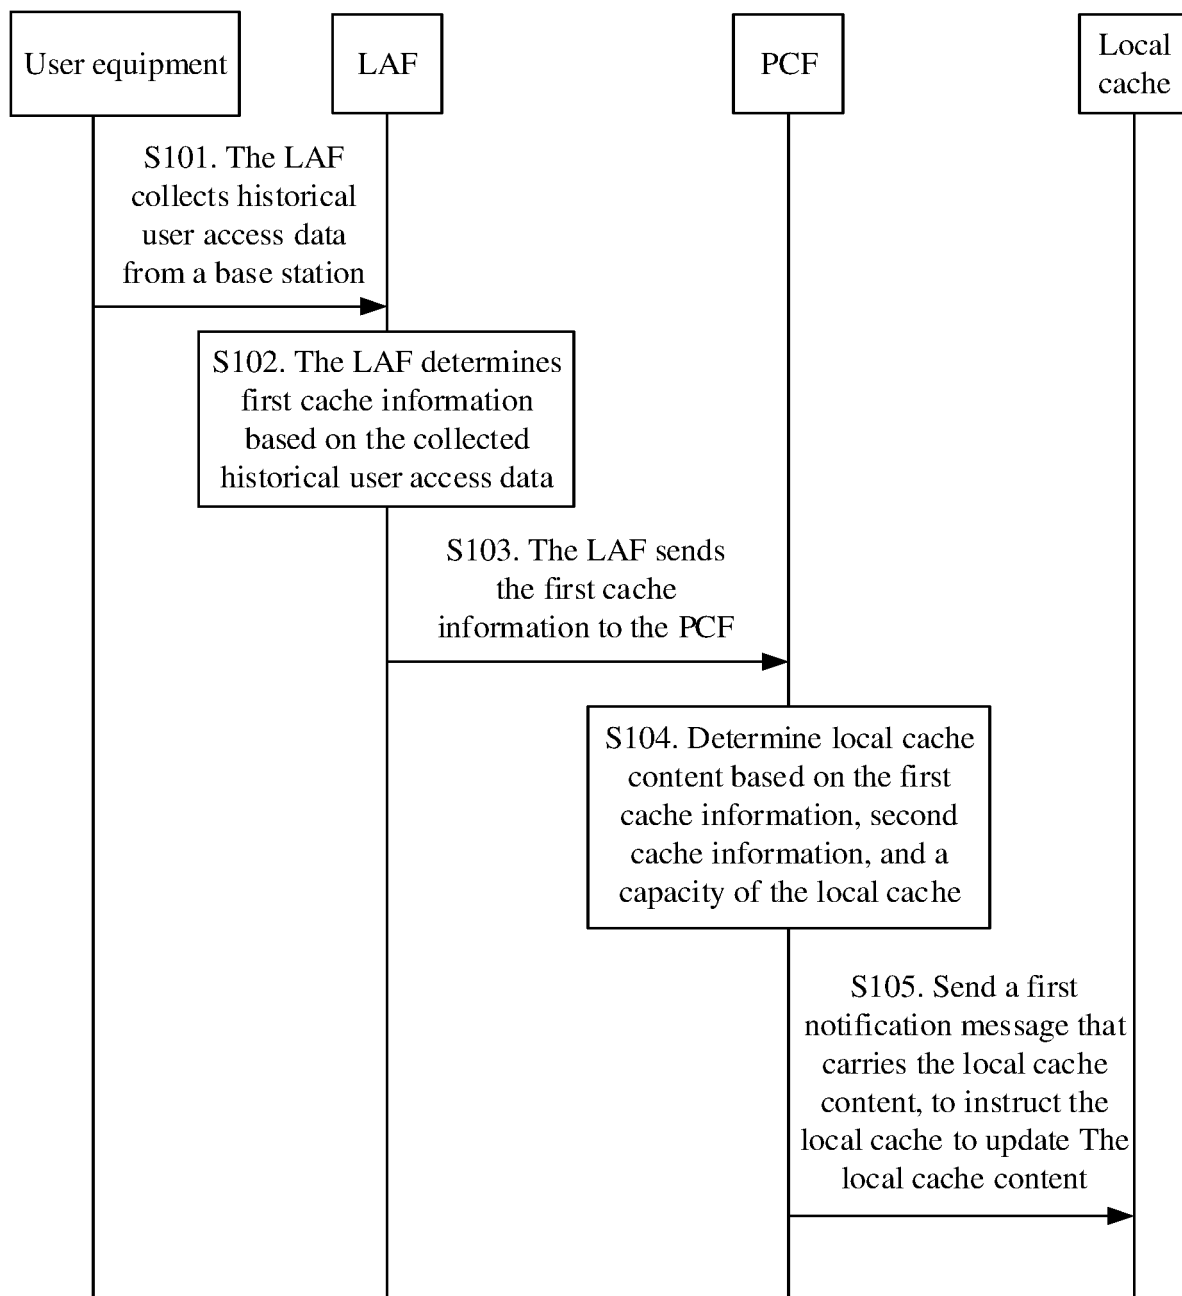 User equipment
LAF
PCF
Local
cache
S101. The LAF
collects historical
user access data
from a base station
S102. The LAF determines
first cache information
based on the collected
historical user access data
S103. The LAF sends
the first cache
information to the PCF
S104. Determine local cache
content based on the first
cache information, second
cache information, and a
capacity of the local cache
S105. Send a first
notification message that
carries the local cache
content, to instruct the
local cache to update The
local cache content